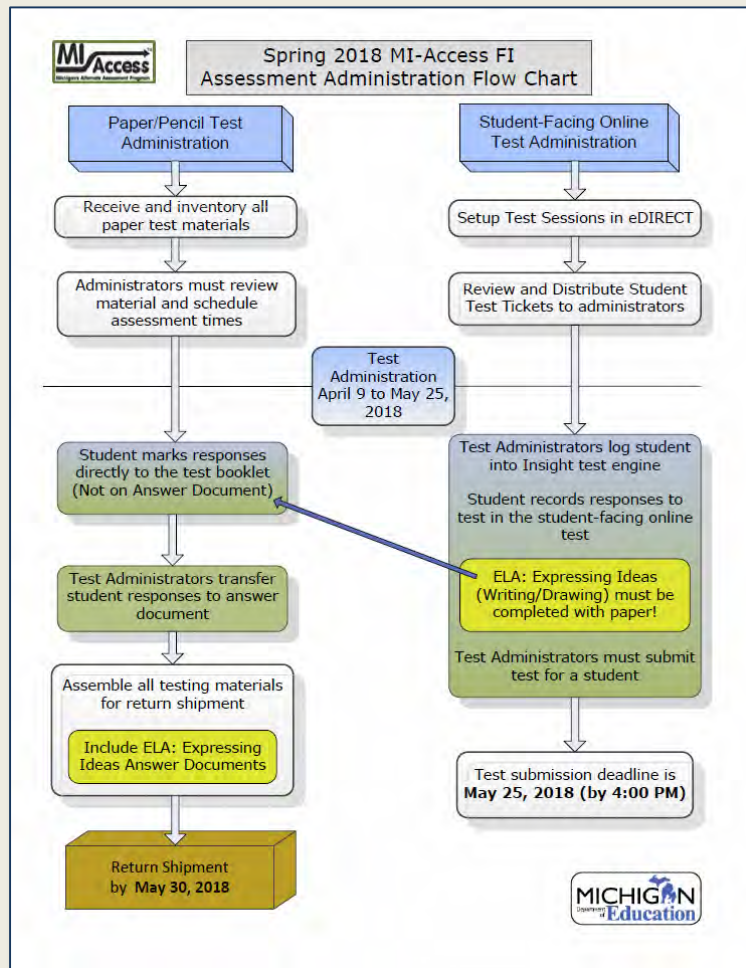 MI Access
Spring 2018 MI-Access FI
Assessment Administration Flow Chart
Paper/Pencil Test
Administration
Receive and inventory all
paper test materials
Administrators must review
material and schedule
assessment times
Student-Facing Online
Test Administration
Setup Test Sessions in eDIRECT
Review and Distribute Student
Test Tickets to administrators
Test
Administration
April 9 to May 25,
2018
Student marks responses
directly to the test booklet
(Not on Answer Document)
Test Administrators transfer
student responses to answer
document
Assemble all testing materials
for return shipment
Include ELA: Expressing
Ideas Answer Documents
Return Shipment
by May 30, 2018
Test Administrators log student
into Insight test engine
Student records responses to
test in the student-facing online
test
ELA: Expressing Ideas
(Writing/Drawing) must be
completed with paper!
Test Administrators must submit
test for a student
Test submission deadline is
May 25, 2018 (by 4:00 PM)
MICHIGAN
Department
of Education